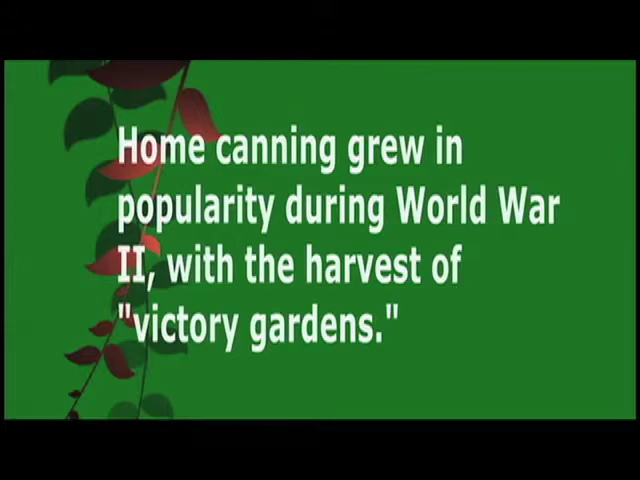 Home canning grew in
popularity during World War
II, with the harvest of
"victory gardens."